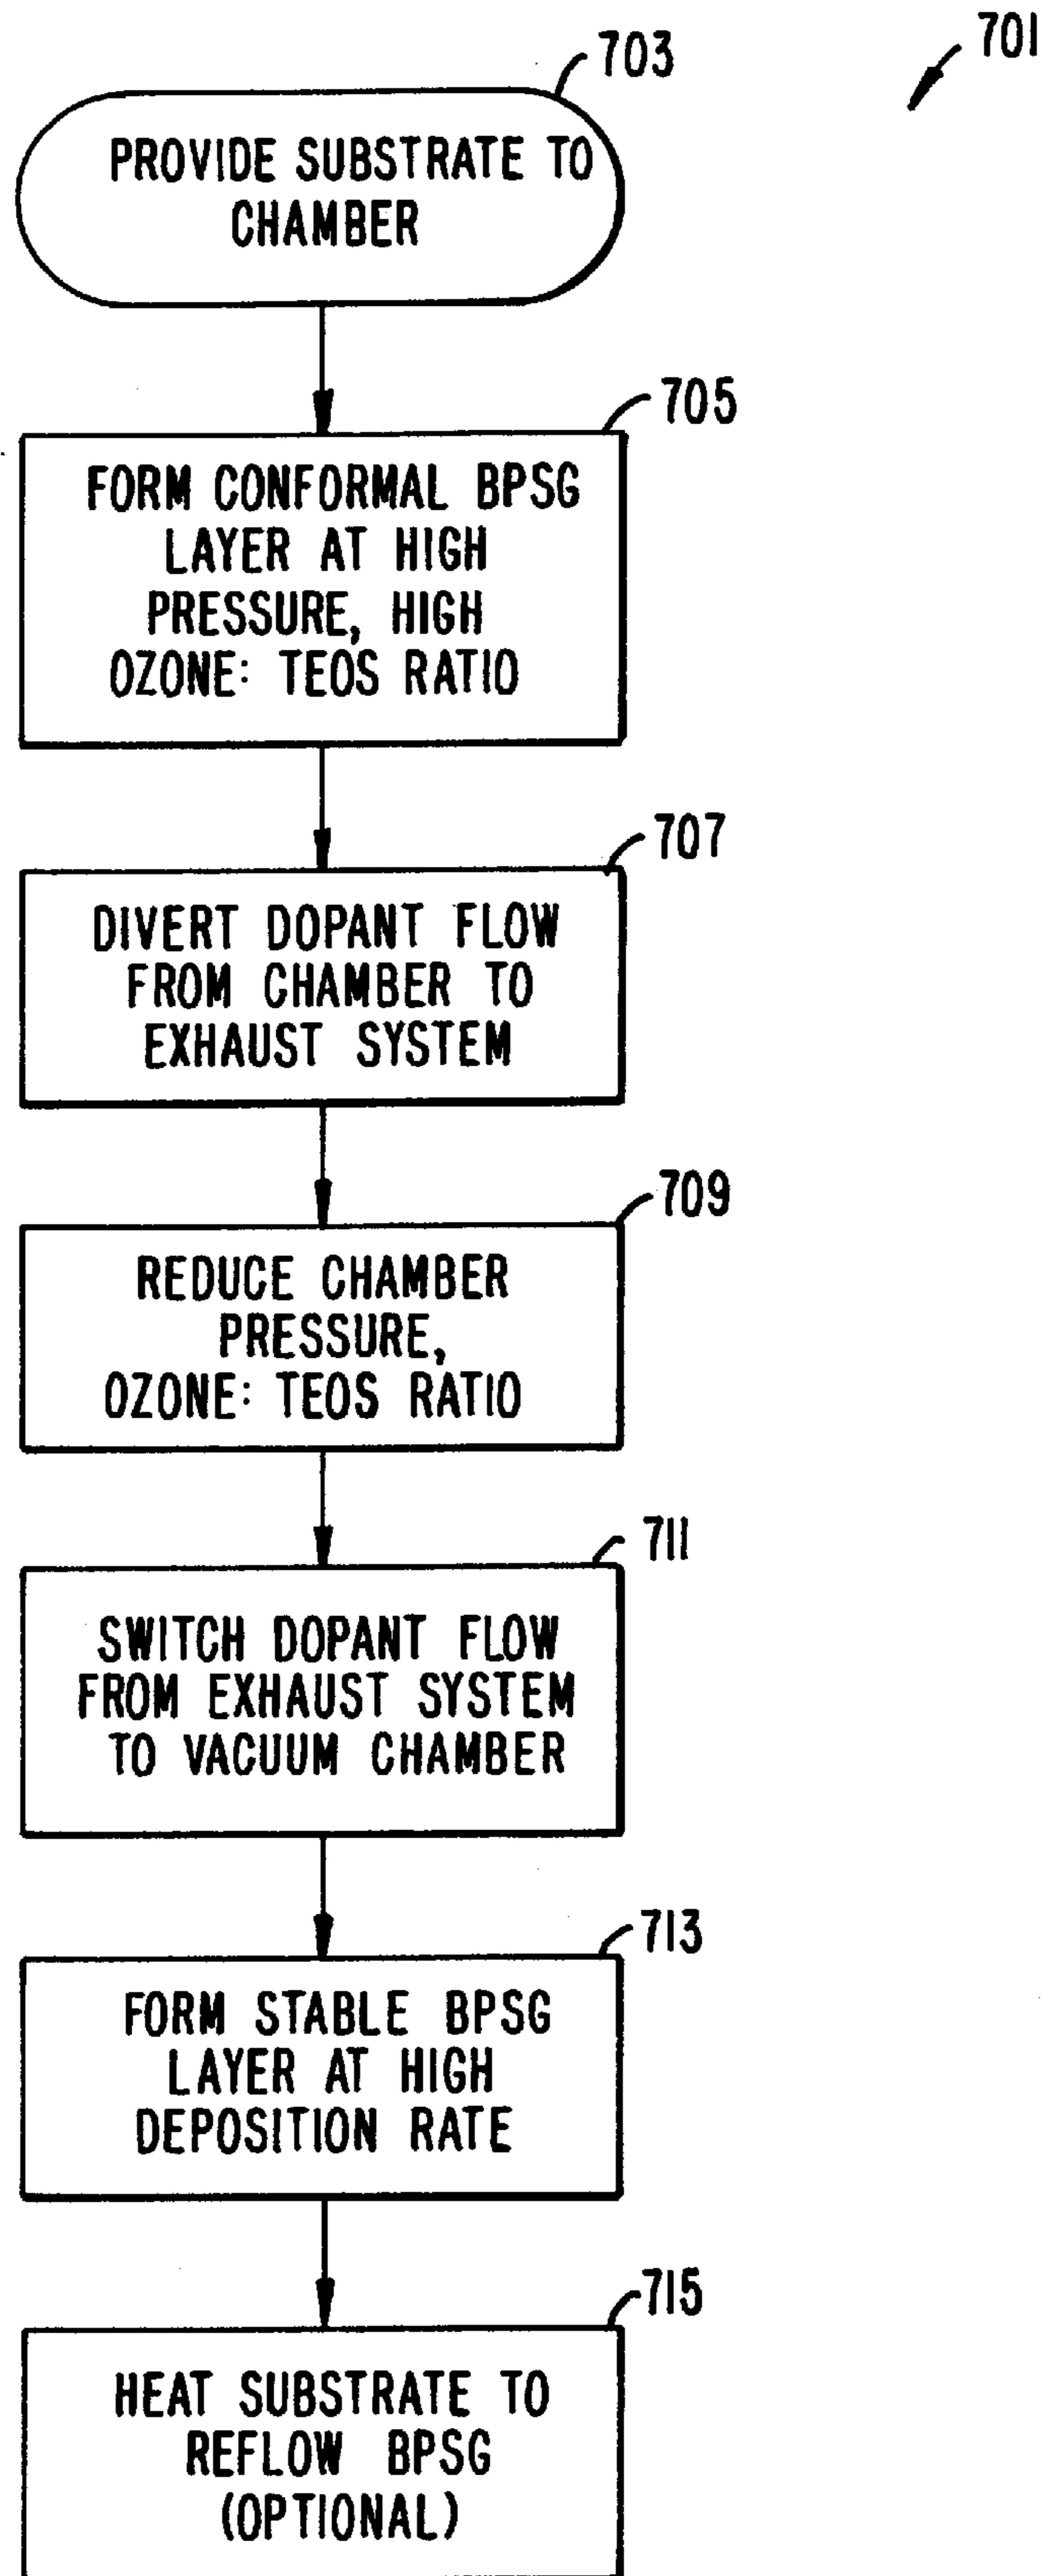 701
703
PROVIDE SUBSTRATE TO
CHAMBER
705
FORM CONFORMAL BPSG
LAYER AT HIGH
PRESSURE, HIGH
OZONE: TEOS RATIO
707
DIVERT DOPANT FLOW
FROM CHAMBER TO
EXHAUST SYSTEM
709
REDUCE CHAMBER
PRESSURE,
OZONE: TEOS RATIO
711
SWITCH DOPANT FLOW
FROM EXHAUST SYSTEM
TO VACUUM CHAMBER
713
FORM STABLE BPSG
LAYER AT HIGH
DEPOSITION RATE
715
HEAT SUBSTRATE TO
REFLOW BPSG
(OPTIONAL)